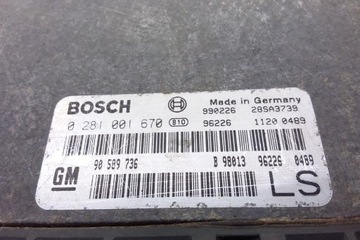 BOSCH Made in Germany
990226 28SA3739
0 281 001 670 810 96226 1120 0489
GM 90 589 736 B 98013 96226 0489
LS